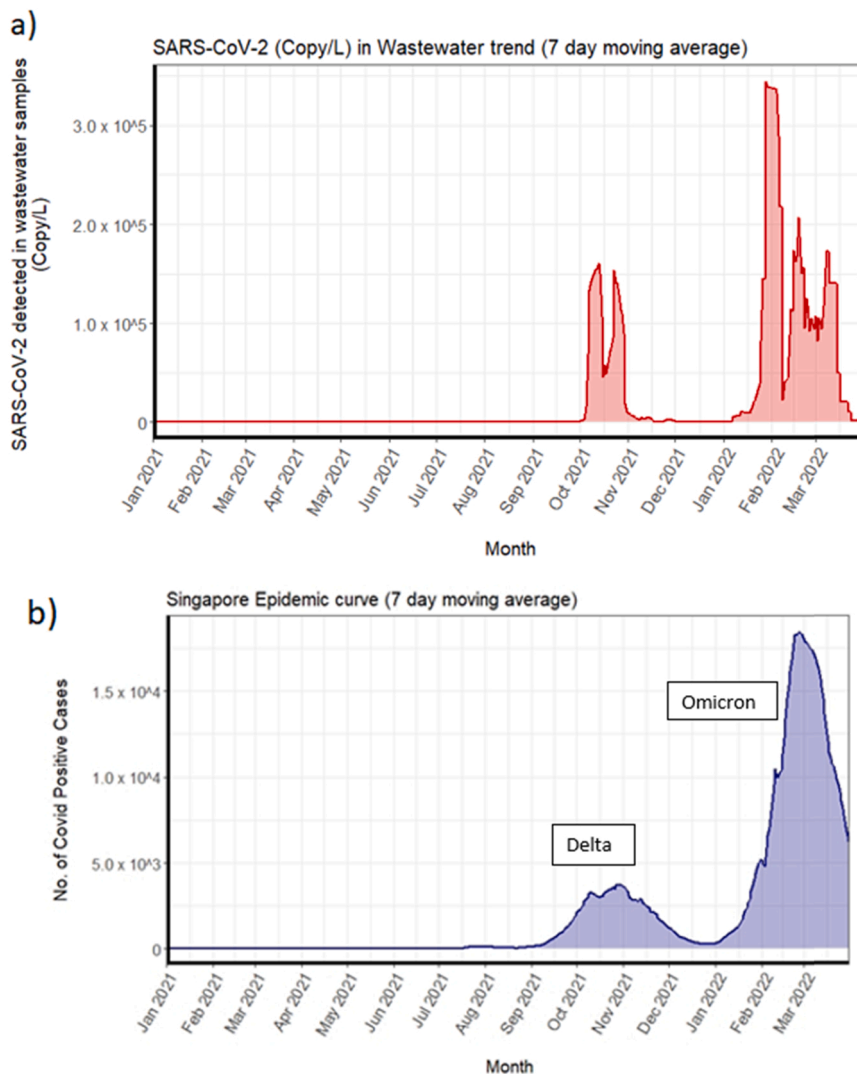 a)
SARS-CoV-2 (Copy/L) in Wastewater trend (7 day moving average)
SARS-CoV-2 detected in wastewater samples
(Copy/L)
3.0 x 10^5
2.0 x 10^5
1.0 x 10^5
0
Jan 2021
Feb 2021
Mar 2021
Apr 2021
May 2021
Jun 2021
Jul 2021
Aug 2021
Sep 2021
Oct 2021
Nov 2021
Dec 2021
Jan 2022
Feb 2022
Mar 2022
Month
b)
Singapore Epidemic curve (7 day moving average)
No. of Covid Positive Cases
1.5 x 10^4
1.0 x 10^4
5.0 x 10^3
0
Omicron
Delta
Jan 2021
Feb 2021
Mar 2021
Apr 2021
May 2021
Jun 2021
Jul 2021
Aug 2021
Sep 2021
Oct 2021
Nov 2021
Dec 2021
Jan 2022
Feb 2022
Mar 2022
Month